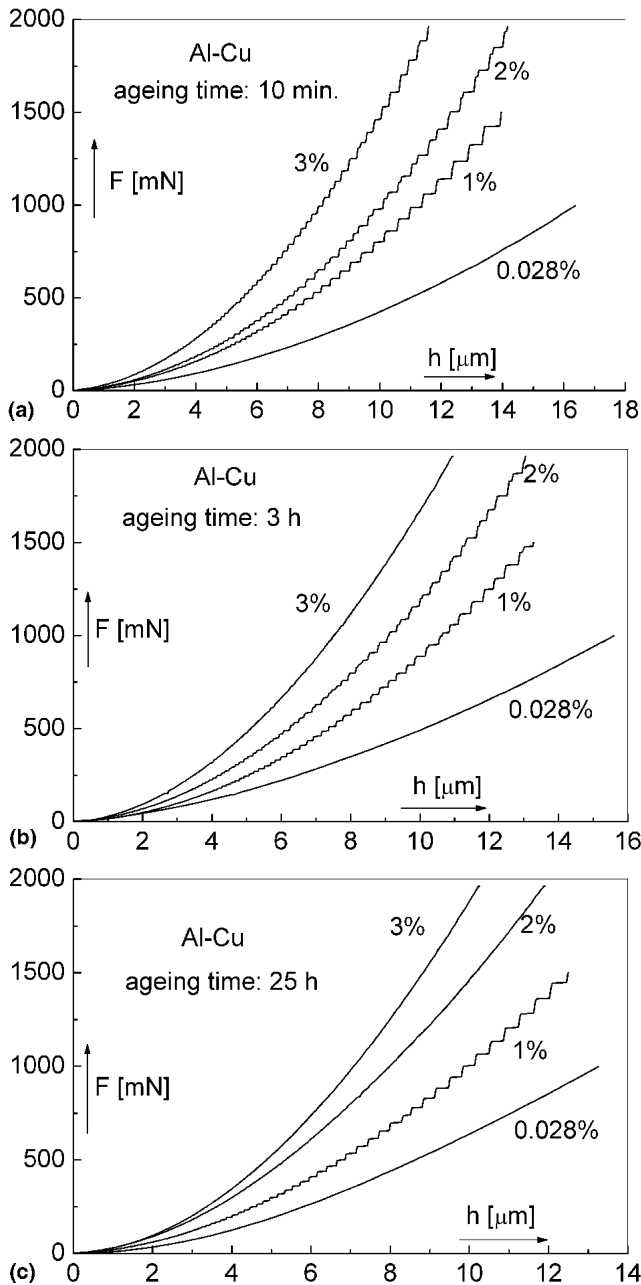 2000
Al-Cu
2%
ageing time: 10 min.
1500
3%
1%
F [mN]
1000
0.028%
500
h [μm]
0
(a)
0 2 4 6 8 10 12 14 16 18
2000
Al-Cu
2%
ageing time: 3 h
1500
3%
1%
F [mN]
1000
0.028%
500
h [μm]
0
(b)
0 2 4 6 8 10 12 14 16
2000
3%
2%
Al-Cu
1500
ageing time: 25 h
1%
1000
F [mN]
0.028%
500
h [μm]
0
(c)
0 2 4 6 8 10 12 14